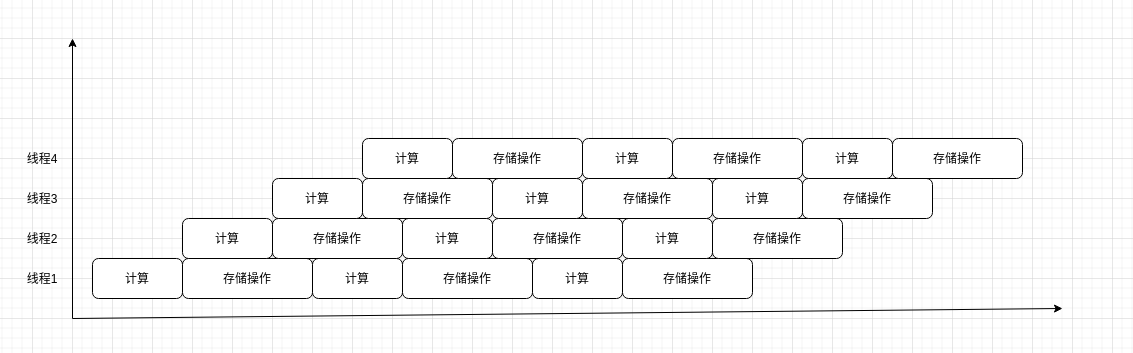 线程4 计算 存储操作 计算 存储操作 计算 存储操作
线程3 计算 存储操作 计算 存储操作 计算 存储操作
线程2 计算 存储操作 计算 存储操作 计算 存储操作
线程1 计算 存储操作 计算 存储操作 计算 存储操作